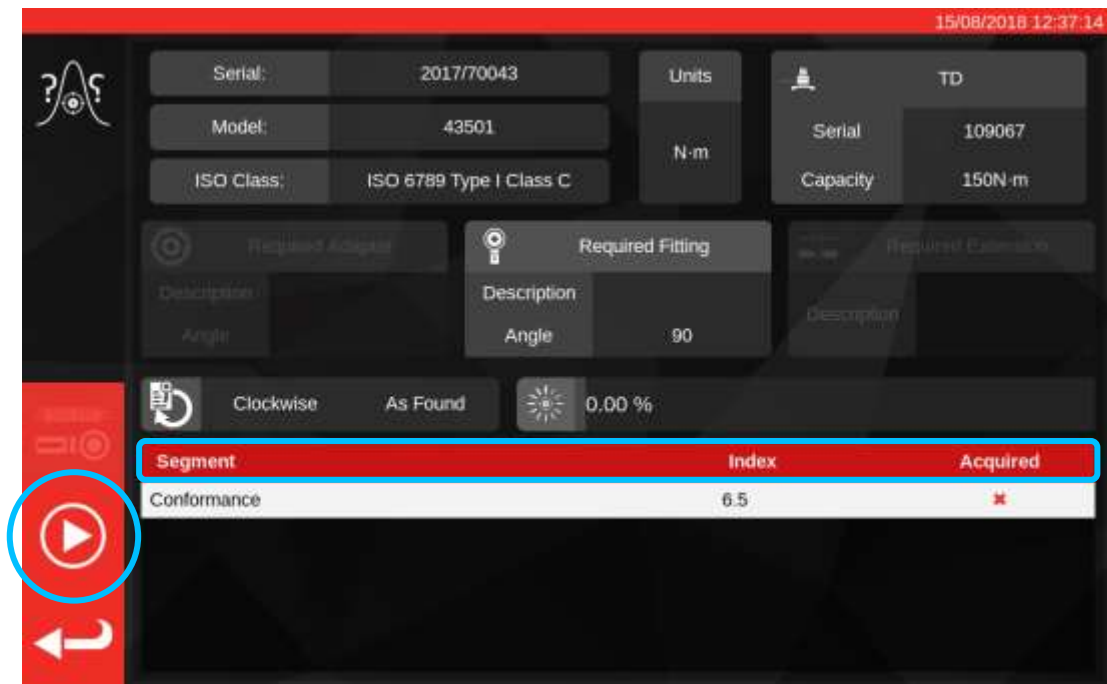 15/08/2018 12:37:14
Serial: 2017/70043 Units TD
Model: 43501 N·m Serial 109067
ISO Class: ISO 6789 Type I Class C Capacity 150N·m
Required Adaptor Required Fitting Required Extension
Description Description Description
Angle Angle 90
Clockwise As Found 0.00 %
Segment Index Acquired
Conformance 6.5